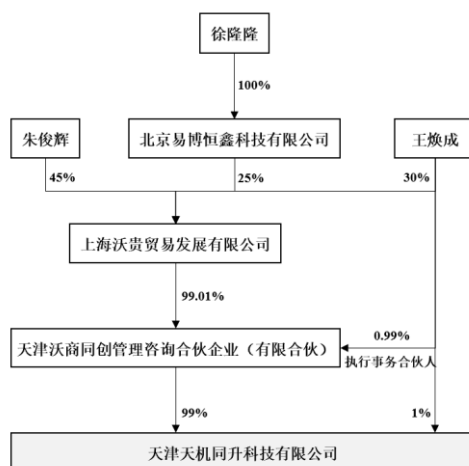 徐隆隆
100%
朱俊辉
北京易博恒鑫科技有限公司
王焕成
45%
25%
30%
上海沃贵贸易发展有限公司
99.01%
天津沃商同创管理咨询合伙企业（有限合伙）
0.99%
执行事务合伙人
99%
1%
天津天机同升科技有限公司